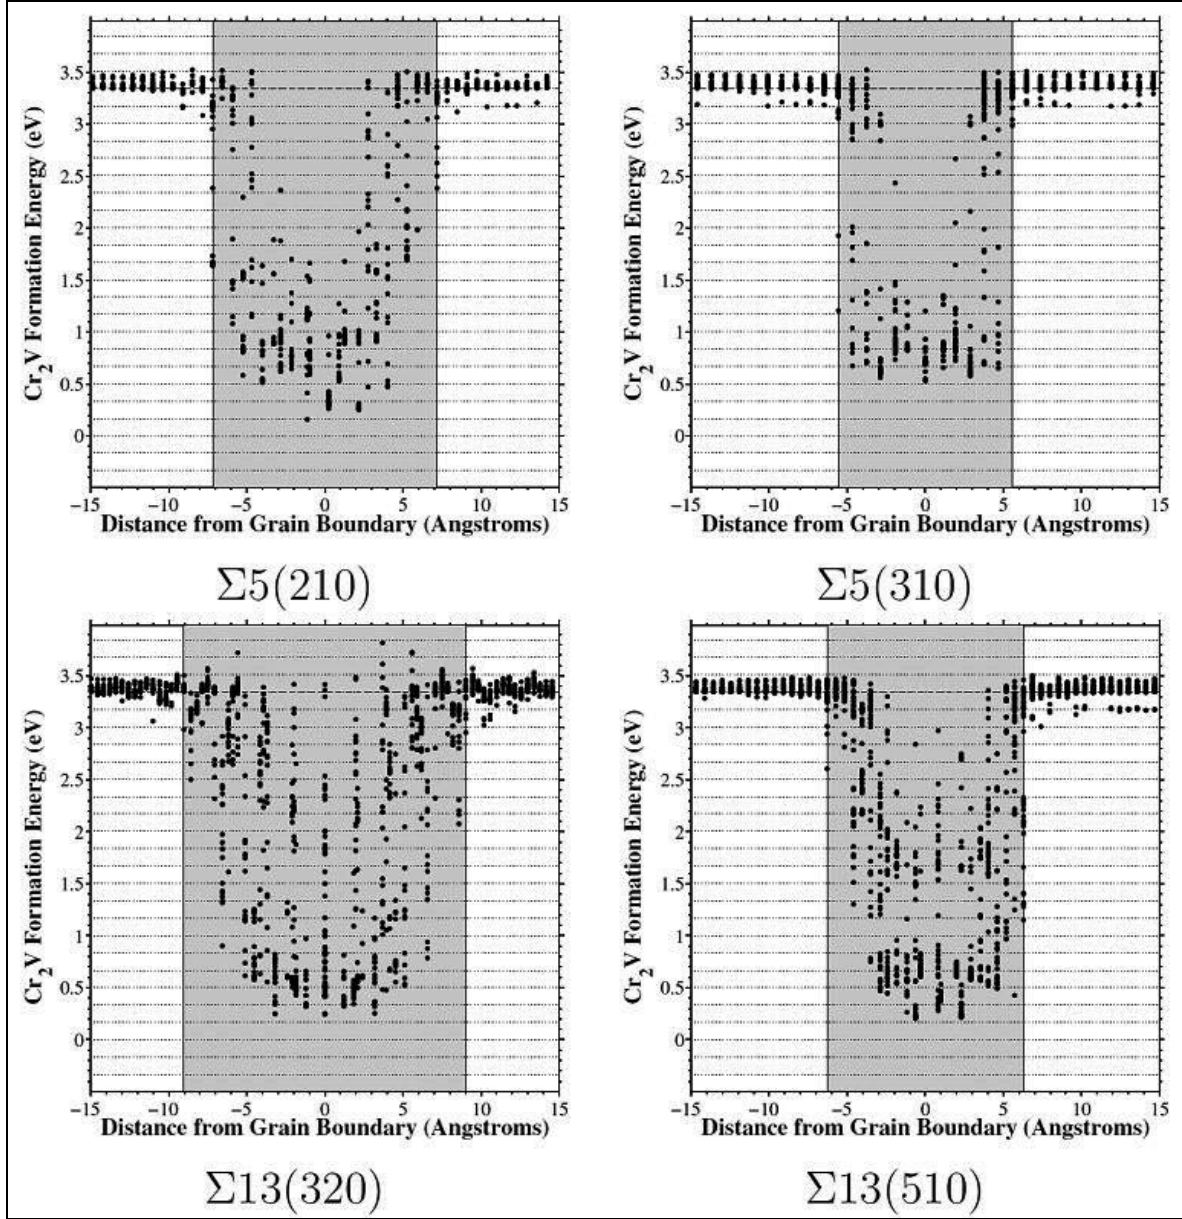 3.5
3
2.5
2
1.5
1
0.5
0
Cr₂V Formation Energy (eV)
−15 −10 −5 0 5 10 15
Distance from Grain Boundary (Angstroms)
Σ5(210)
3.5
3
2.5
2
1.5
1
0.5
0
Cr₂V Formation Energy (eV)
−15 −10 −5 0 5 10 15
Distance from Grain Boundary (Angstroms)
Σ5(310)
3.5
3
2.5
2
1.5
1
0.5
0
Cr₂V Formation Energy (eV)
−15 −10 −5 0 5 10 15
Distance from Grain Boundary (Angstroms)
Σ13(320)
3.5
3
2.5
2
1.5
1
0.5
0
Cr₂V Formation Energy (eV)
−15 −10 −5 0 5 10 15
Distance from Grain Boundary (Angstroms)
Σ13(510)